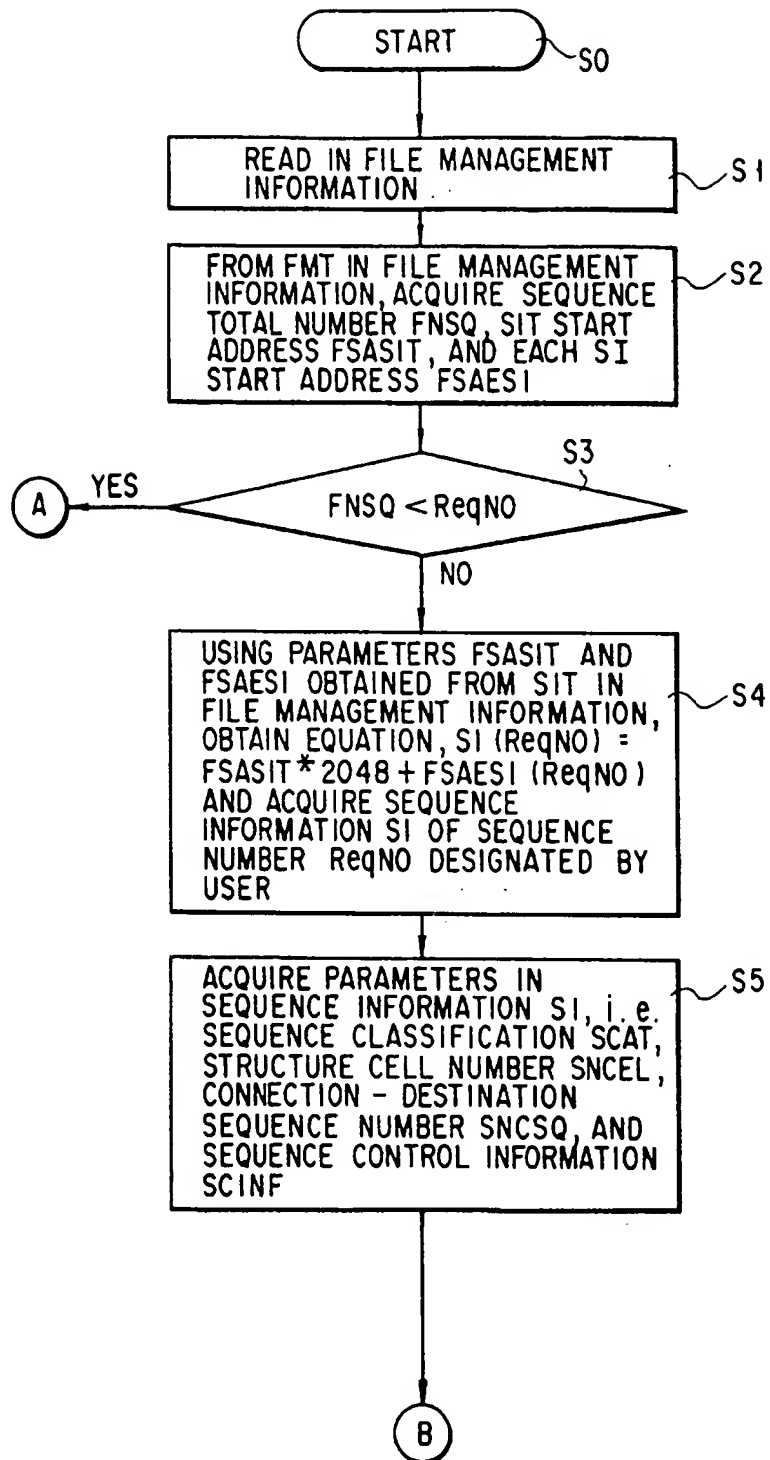 START
S0
READ IN FILE MANAGEMENT
INFORMATION
S1
FROM FMT IN FILE MANAGEMENT
INFORMATION, ACQUIRE SEQUENCE
TOTAL NUMBER FNSQ, SIT START
ADDRESS FSASIT, AND EACH SI
START ADDRESS FSAESI
S2
S3
A
YES
FNSQ < ReqNO
NO
USING PARAMETERS FSASIT AND
FSAESI OBTAINED FROM SIT IN
FILE MANAGEMENT INFORMATION,
OBTAIN EQUATION, SI (ReqNO) =
FSASIT * 2048 + FSAESI (ReqNO)
AND ACQUIRE SEQUENCE
INFORMATION SI OF SEQUENCE
NUMBER ReqNO DESIGNATED BY
USER
S4
ACQUIRE PARAMETERS IN
SEQUENCE INFORMATION SI, i.e.
SEQUENCE CLASSIFICATION SCAT,
STRUCTURE CELL NUMBER SNCEL,
CONNECTION - DESTINATION
SEQUENCE NUMBER SNCSQ, AND
SEQUENCE CONTROL INFORMATION
SCINF
S5
B